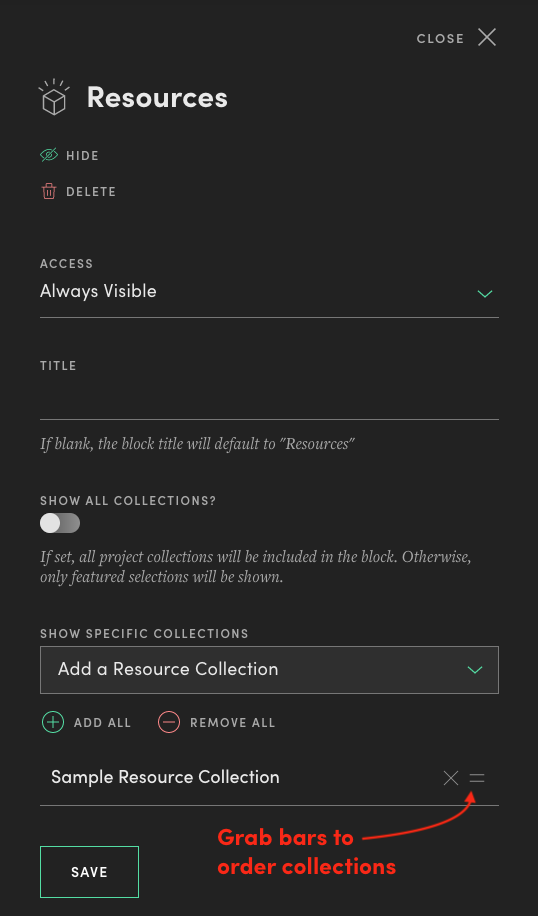 CLOSE
Resources
HIDE
DELETE
ACCESS
Always Visible
TITLE
If blank, the block title will default to "Resources"
SHOW ALL COLLECTIONS?
If set, all project collections will be included in the block. Otherwise,
only featured selections will be shown.
SHOW SPECIFIC COLLECTIONS
Add a Resource Collection
ADD ALL REMOVE ALL
Sample Resource Collection
Grab bars to
order collections
SAVE